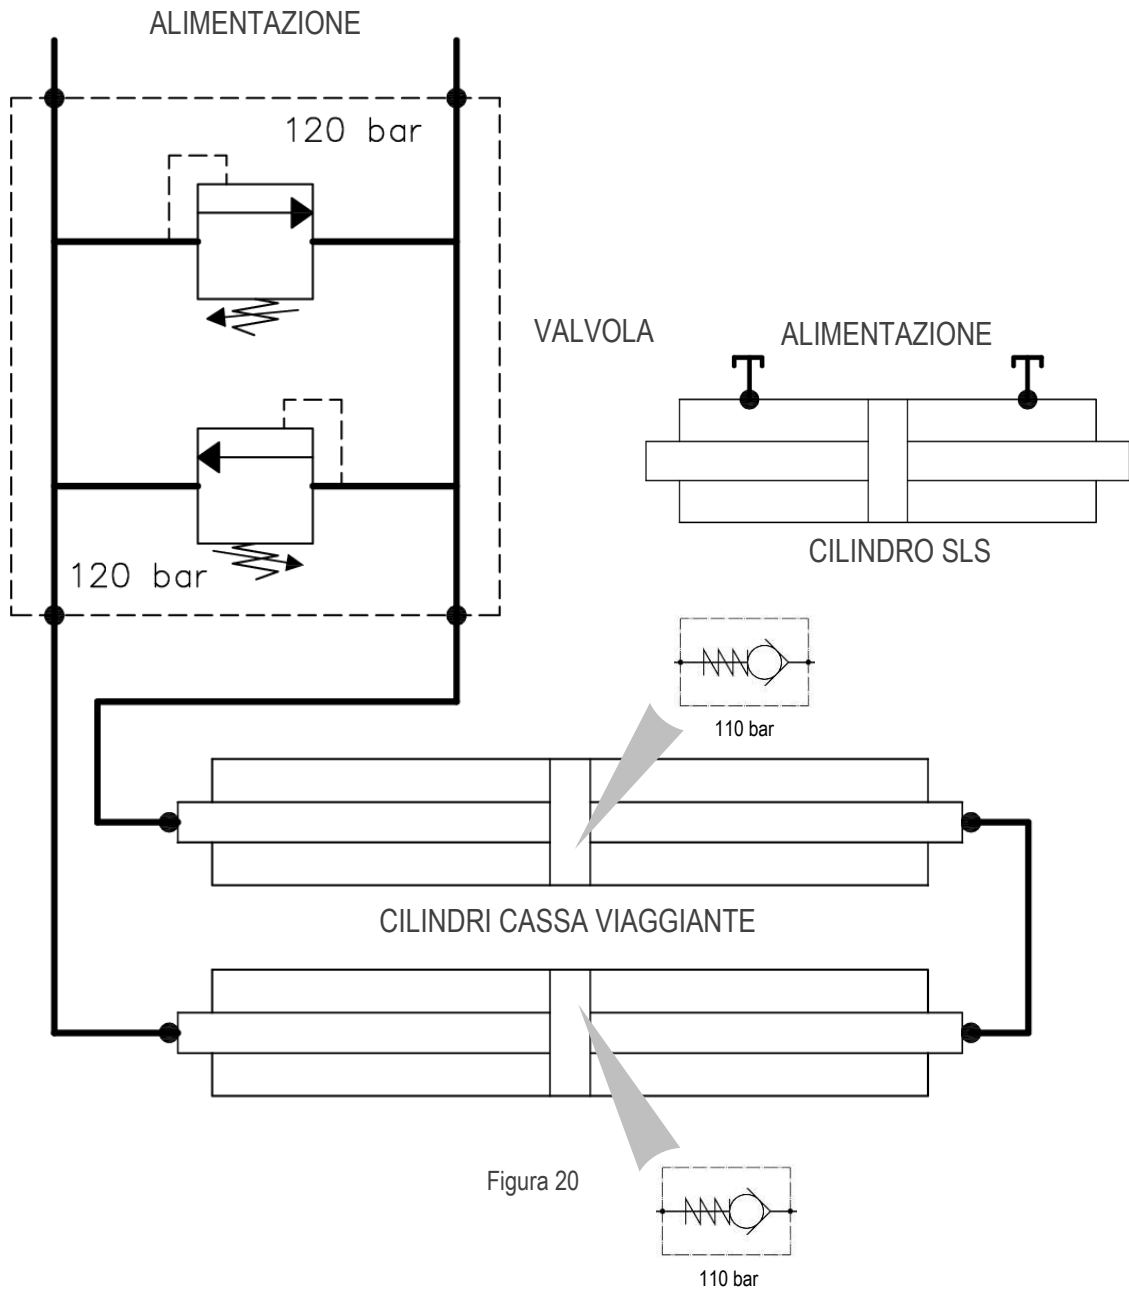 ALIMENTAZIONE
120 bar
VALVOLA
ALIMENTAZIONE
120 bar
CILINDRO SLS
110 bar
CILINDRI CASSA VIAGGIANTE
Figura 20
110 bar